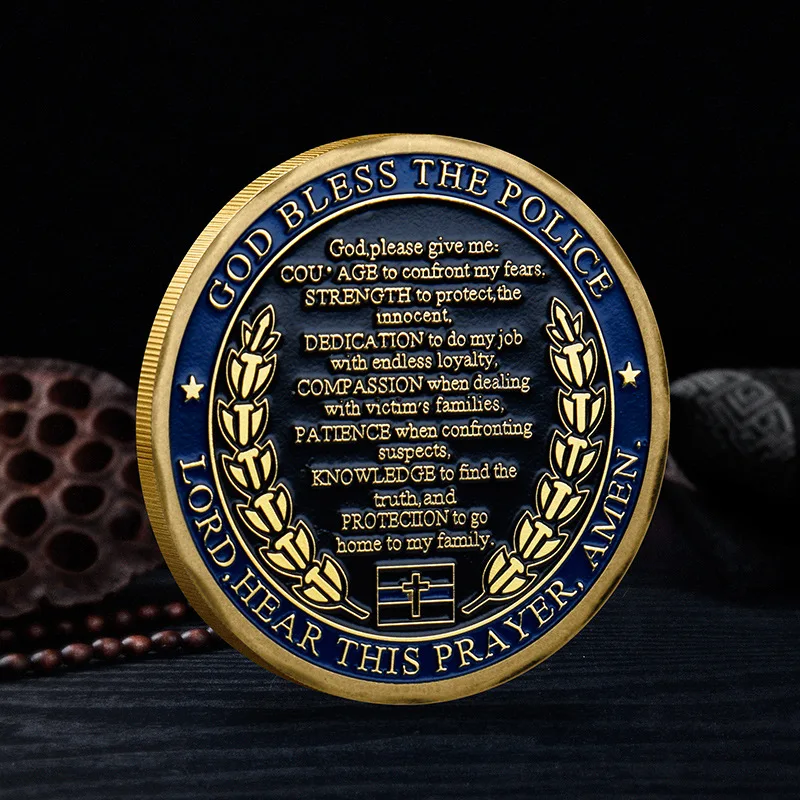 GOD BLESS THE POLICE
God,please give me:
COU•AGE to confront my fears,
STRENGTH to protect,the
innocent,
DEDICATION to do my job
with endless loyalty,
COMPASSION when dealing
with victim's families,
PATIENCE when confronting
suspects,
KNOWLEDGE to find the
truth,and
PROTECIION to go
home to my family.
LORD, HEAR THIS PRAYER, AMEN.